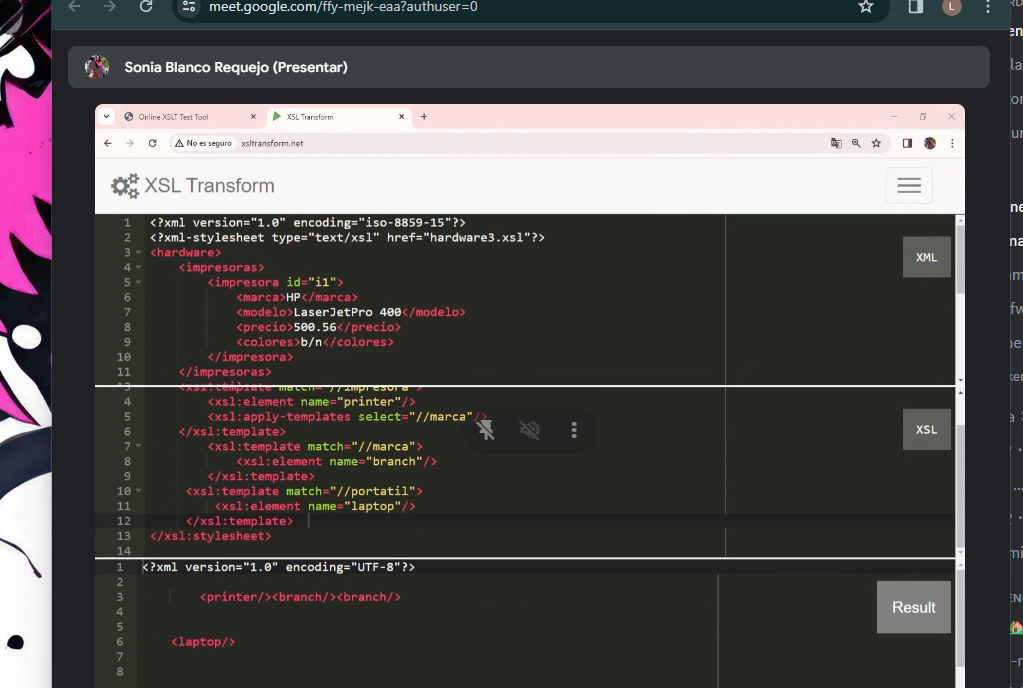 meet.google.com/ffy-mejk-eaa?authuser=0
L
Sonia Blanco Requejo (Presentar)
Online XSLT Test Tool
XSL Transform
No es seguro
xsltransform.net
XSL Transform
1 <?xml version="1.0" encoding="iso-8859-15"?>
2 <?xml-stylesheet type="text/xsl" href="hardware3.xsl"?>
3 <hardware>
4 <impresoras>
5 <impresora id="i1">
6 <marca>HP</marca>
7 <modelo>LaserJetPro 400</modelo>
8 <precio>500.56</precio>
9 <colores>b/n</colores>
10 </impresora>
11 </impresoras>
XML
4 <xsl:element name="printer"/>
5 <xsl:apply-templates select="//marca"/>
6 </xsl:template>
7 <xsl:template match="//marca">
8 <xsl:element name="branch"/>
9 </xsl:template>
10 <xsl:template match="//portatil">
11 <xsl:element name="laptop"/>
12 </xsl:template>
13 </xsl:stylesheet>
14
XSL
1 <?xml version="1.0" encoding="UTF-8"?>
2
3 <printer/><branch/><branch/>
4
5
6 <laptop/>
7
8
Result